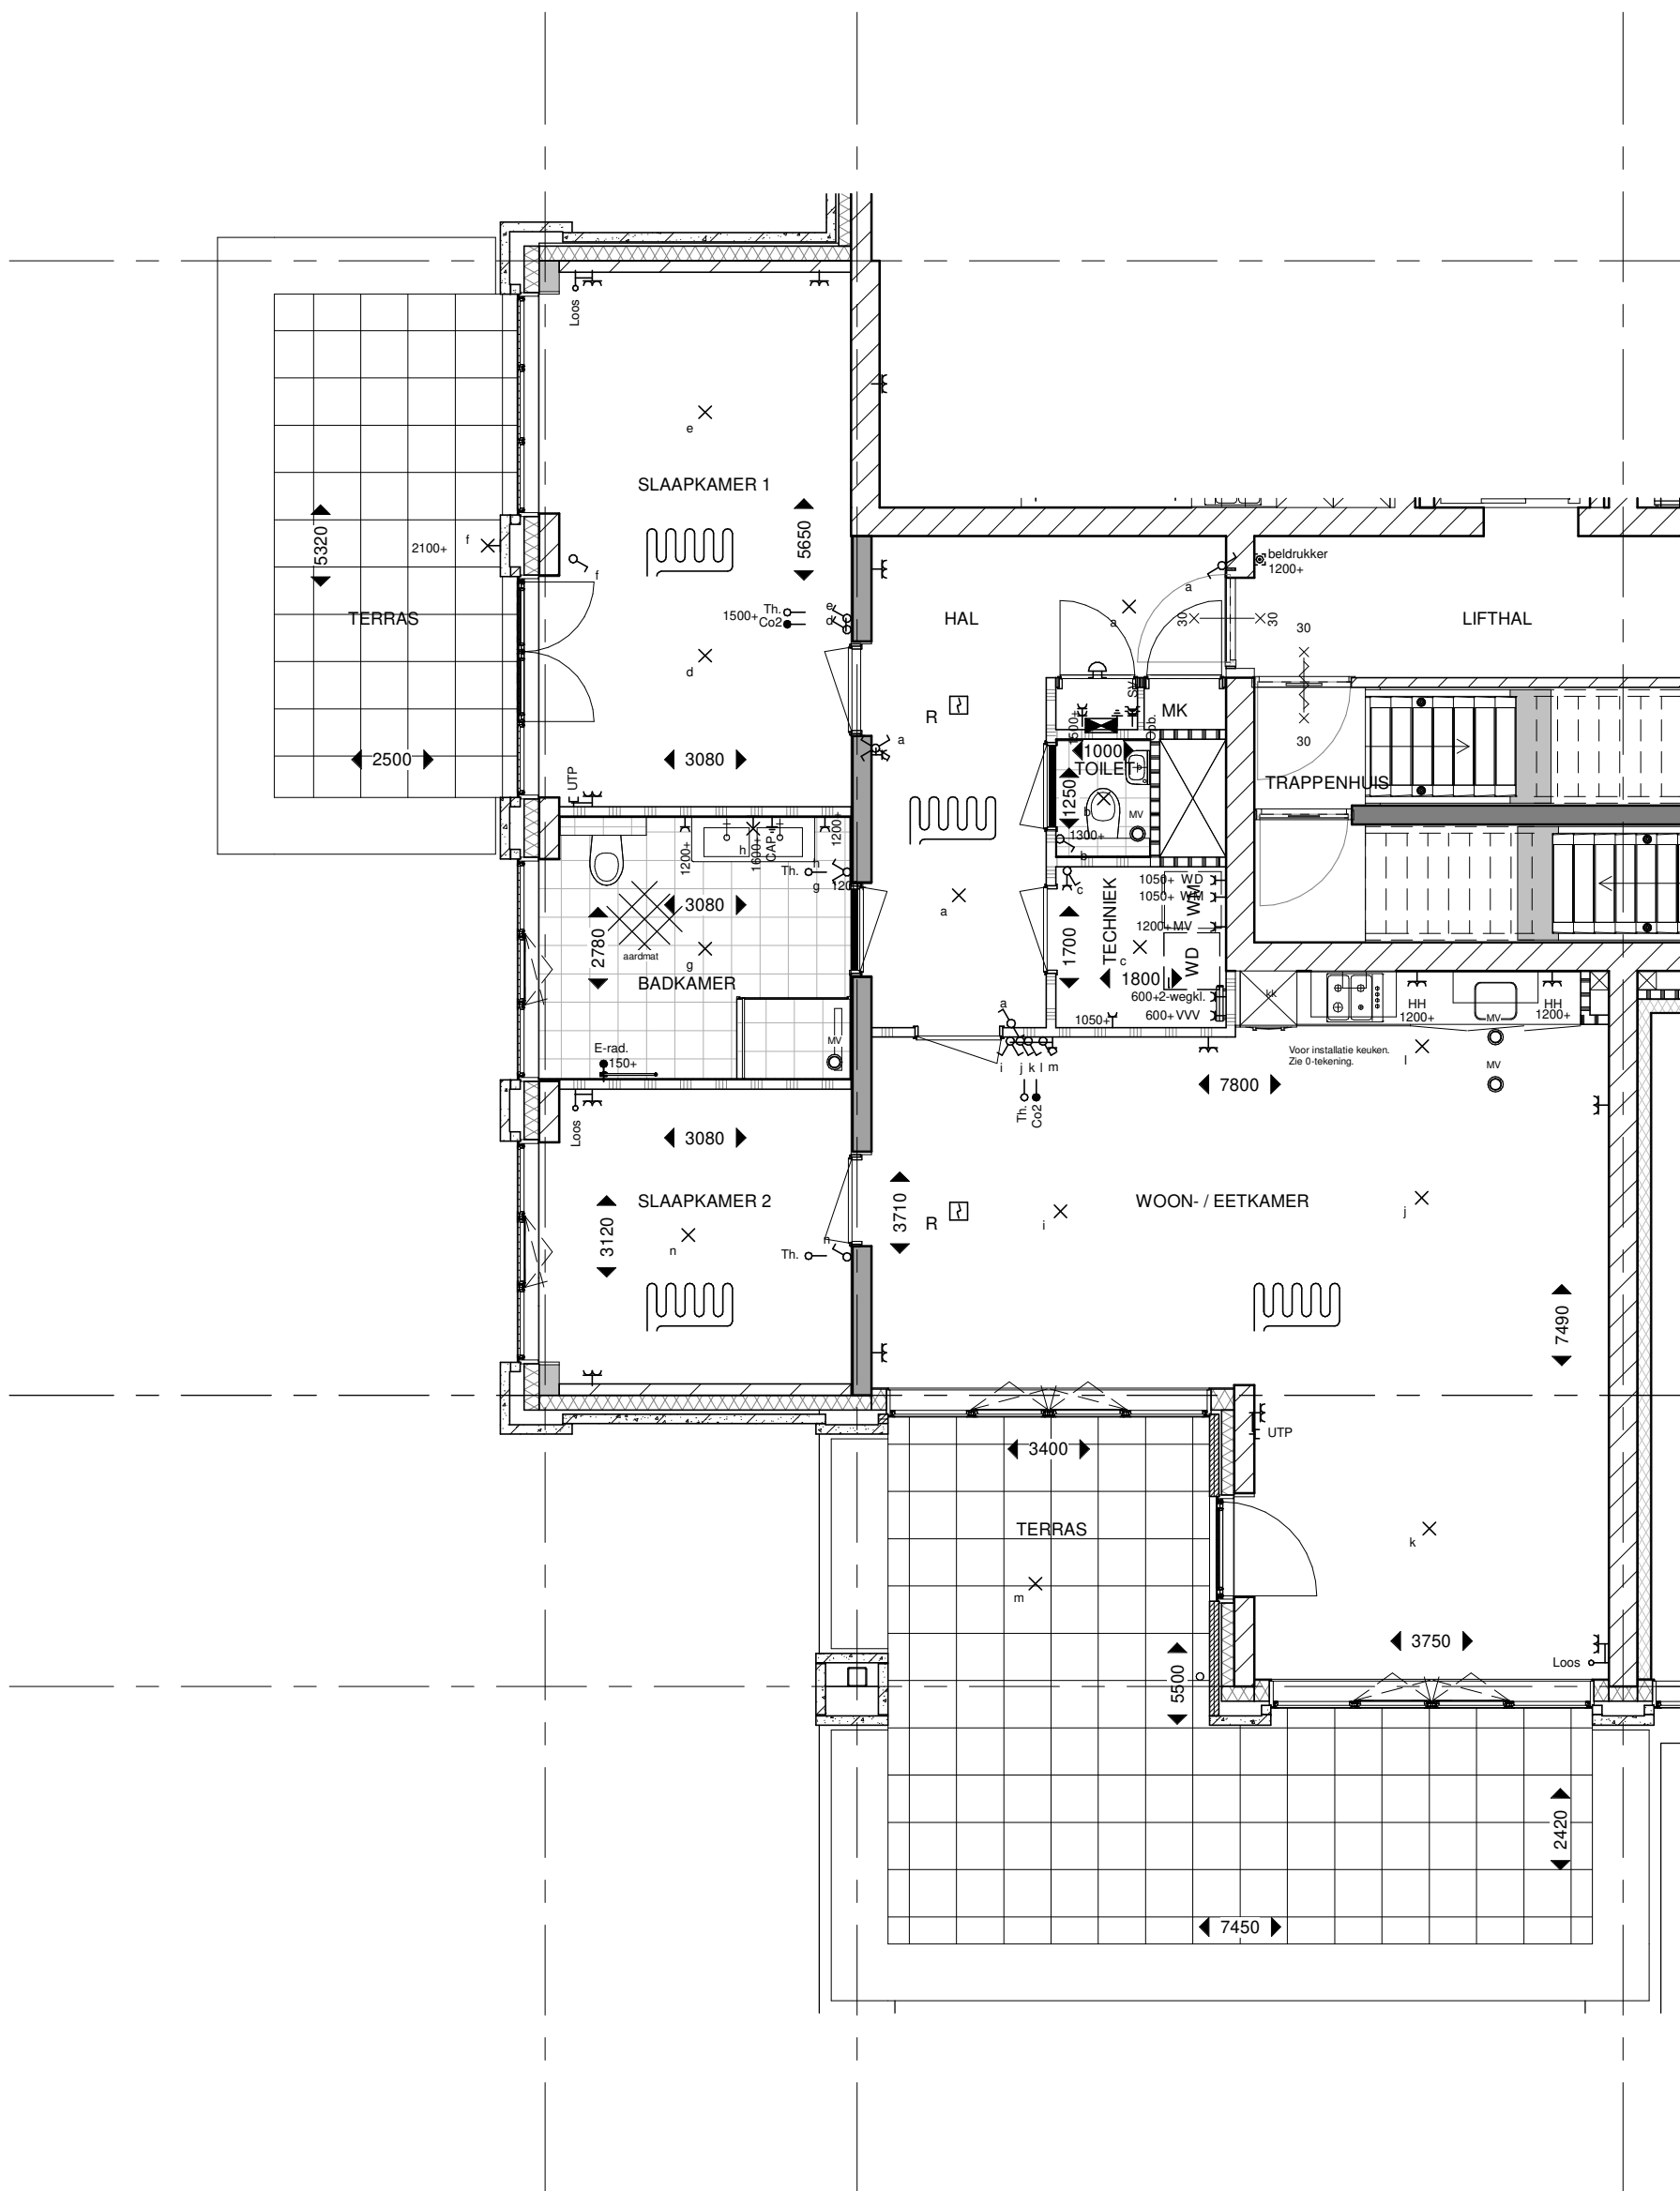 Loos
e
SLAAPKAMER 1
5320
2100+
f
f
5650
beldrukker
1200+
a
Th.
1500+
Co2
e
d
TERRAS
HAL
a
30
30
30
LIFTHAL
d
R
MK
30
a
2500
3080
1000
TOILET
UTP
TRAPPENHUIS
1250
b
MV
1300+
b
1200+
h
1600+
CAP
1200+
Th.
h
g
c
1050+ WD
1050+ WM
WM
TECHNIEK
3080
a
1700
1200+MV
2780
aardmat
g
c
WD
BADKAMER
1800
600+2-wegkl.
kk
600+ VVV
HH
1200+
MV
HH
1200+
a
1050+
MV
E-rad.
150+
Voor installatie keuken.
Zie 0-tekening.
l
MV
i j k l m
7800
Th.
Co2
Loos
3080
SLAAPKAMER 2
3710
WOON- / EETKAMER
3120
R
i
j
n
Th.
n
7490
UTP
3400
TERRAS
k
m
3750
Loos
5500
2420
7450